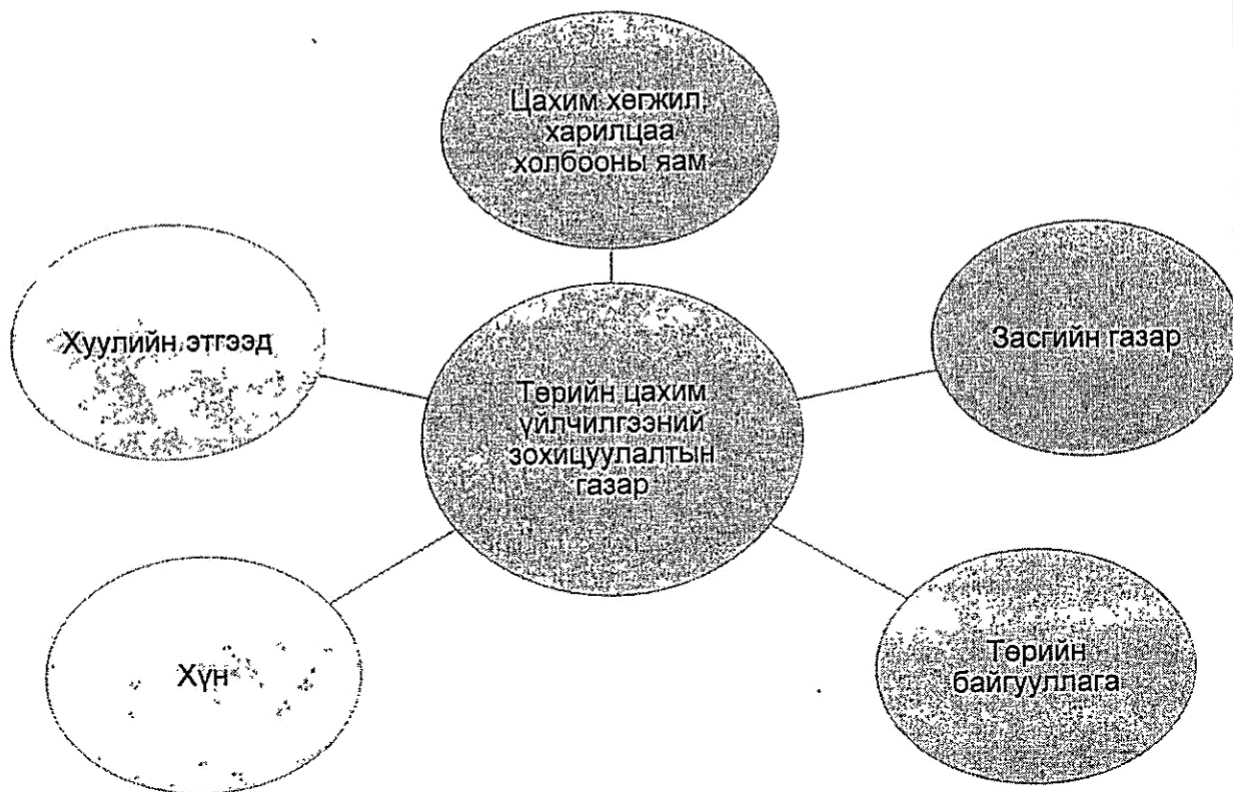 Цахим хөгжил,
харилцаа
холбооны яам
Хуулийн этгээд
Засгийн газар
Төрийн цахим
үйлчилгээний
зохицуулалтын
газар
Хүн
Төрийн
байгууллага